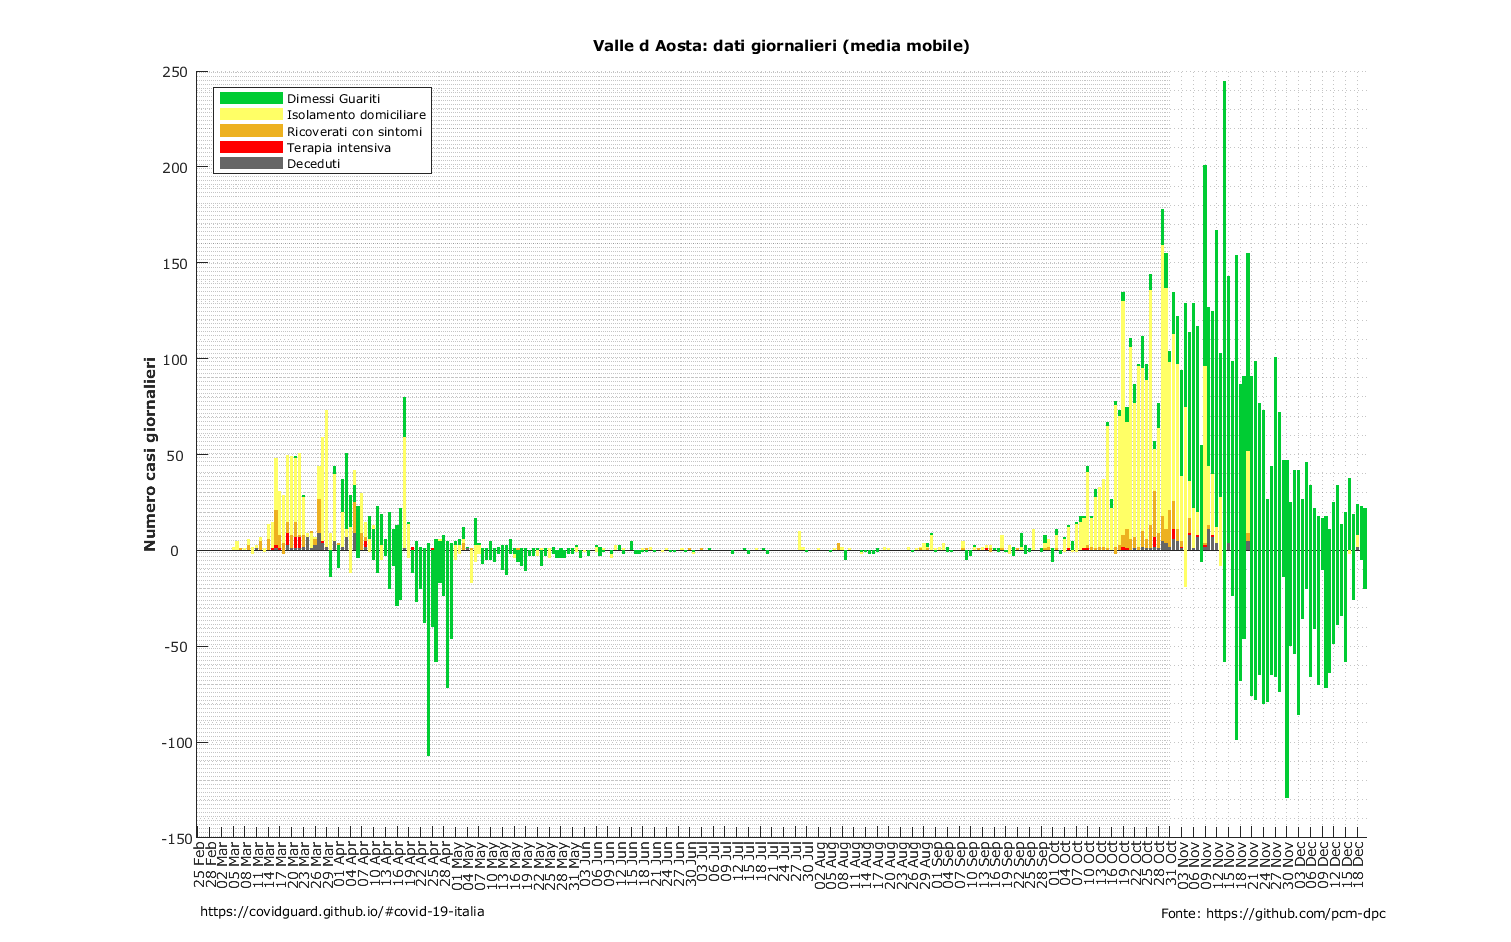 Valle d Aosta: dati giornalieri (media mobile)
Numero casi giornalieri
250
200
150
100
50
0
-50
-100
-150
Dimessi Guariti
Isolamento domiciliare
Ricoverati con sintomi
Terapia intensiva
Deceduti
25 Feb
28 Feb
02 Mar
05 Mar
08 Mar
11 Mar
14 Mar
17 Mar
20 Mar
23 Mar
26 Mar
29 Mar
01 Apr
04 Apr
07 Apr
10 Apr
13 Apr
16 Apr
19 Apr
22 Apr
25 Apr
28 Apr
01 May
04 May
07 May
10 May
13 May
16 May
19 May
22 May
25 May
28 May
31 May
03 Jun
06 Jun
09 Jun
12 Jun
15 Jun
18 Jun
21 Jun
24 Jun
27 Jun
30 Jun
03 Jul
06 Jul
09 Jul
12 Jul
15 Jul
18 Jul
21 Jul
24 Jul
27 Jul
30 Jul
02 Aug
05 Aug
08 Aug
11 Aug
14 Aug
17 Aug
20 Aug
23 Aug
26 Aug
29 Aug
01 Sep
04 Sep
07 Sep
10 Sep
13 Sep
16 Sep
19 Sep
22 Sep
25 Sep
28 Sep
01 Oct
04 Oct
07 Oct
10 Oct
13 Oct
16 Oct
19 Oct
22 Oct
25 Oct
28 Oct
31 Oct
03 Nov
06 Nov
09 Nov
12 Nov
15 Nov
18 Nov
21 Nov
24 Nov
27 Nov
30 Nov
03 Dec
06 Dec
09 Dec
12 Dec
15 Dec
18 Dec
https://covidguard.github.io/#covid-19-italia
Fonte: https://github.com/pcm-dpc